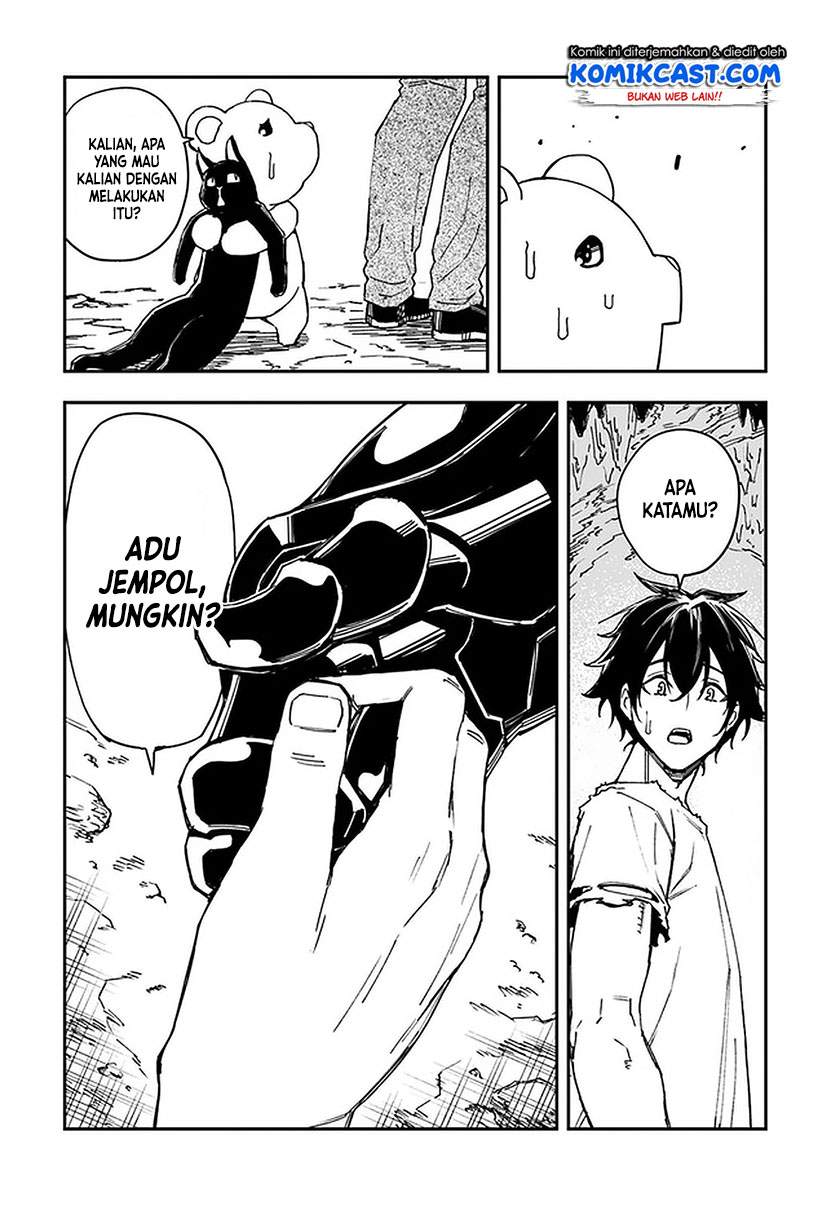 Komik ini diterjemahkan & diedit oleh
KOMIKCAST.COM
BUKAN WEB LAIN!!
KALIAN, APA
YANG MAU
KALIAN DENGAN
MELAKUKAN
ITU?
APA
KATAMU?
ADU
JEMPOL,
MUNGKIN?